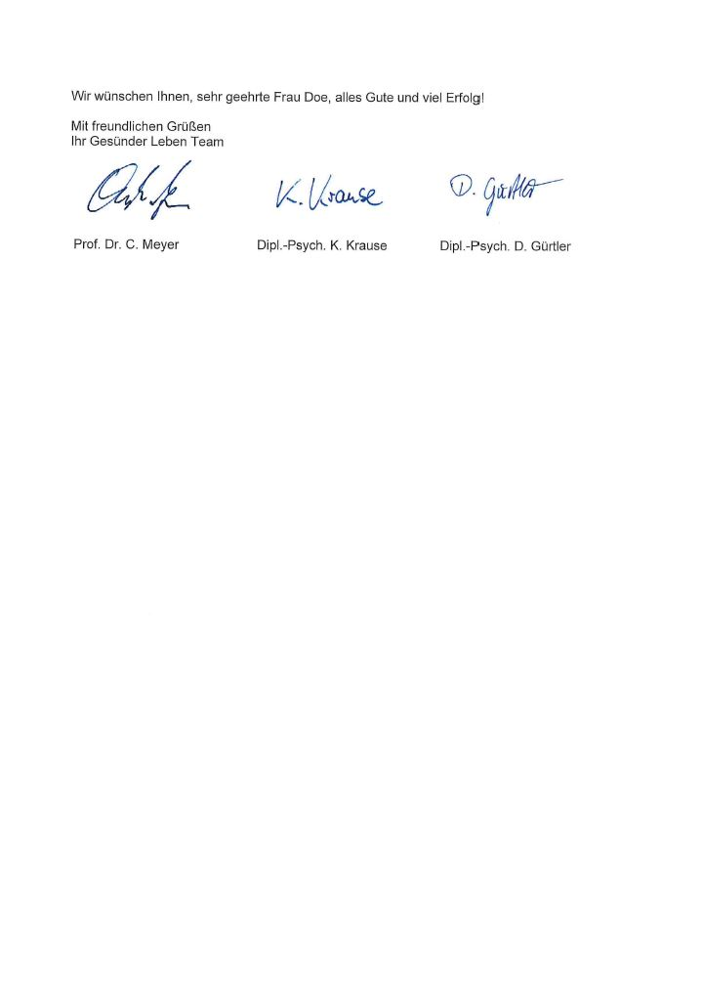 Wir wünschen Ihnen, sehr geehrte Frau Doe, alles Gute und viel Erfolg!
Mit freundlichen Grüßen
Ihr Gesünder Leben Team
K. Krause
D. Gürtler
Prof. Dr. C. Meyer
Dipl.-Psych. K. Krause
Dipl.-Psych. D. Gürtler